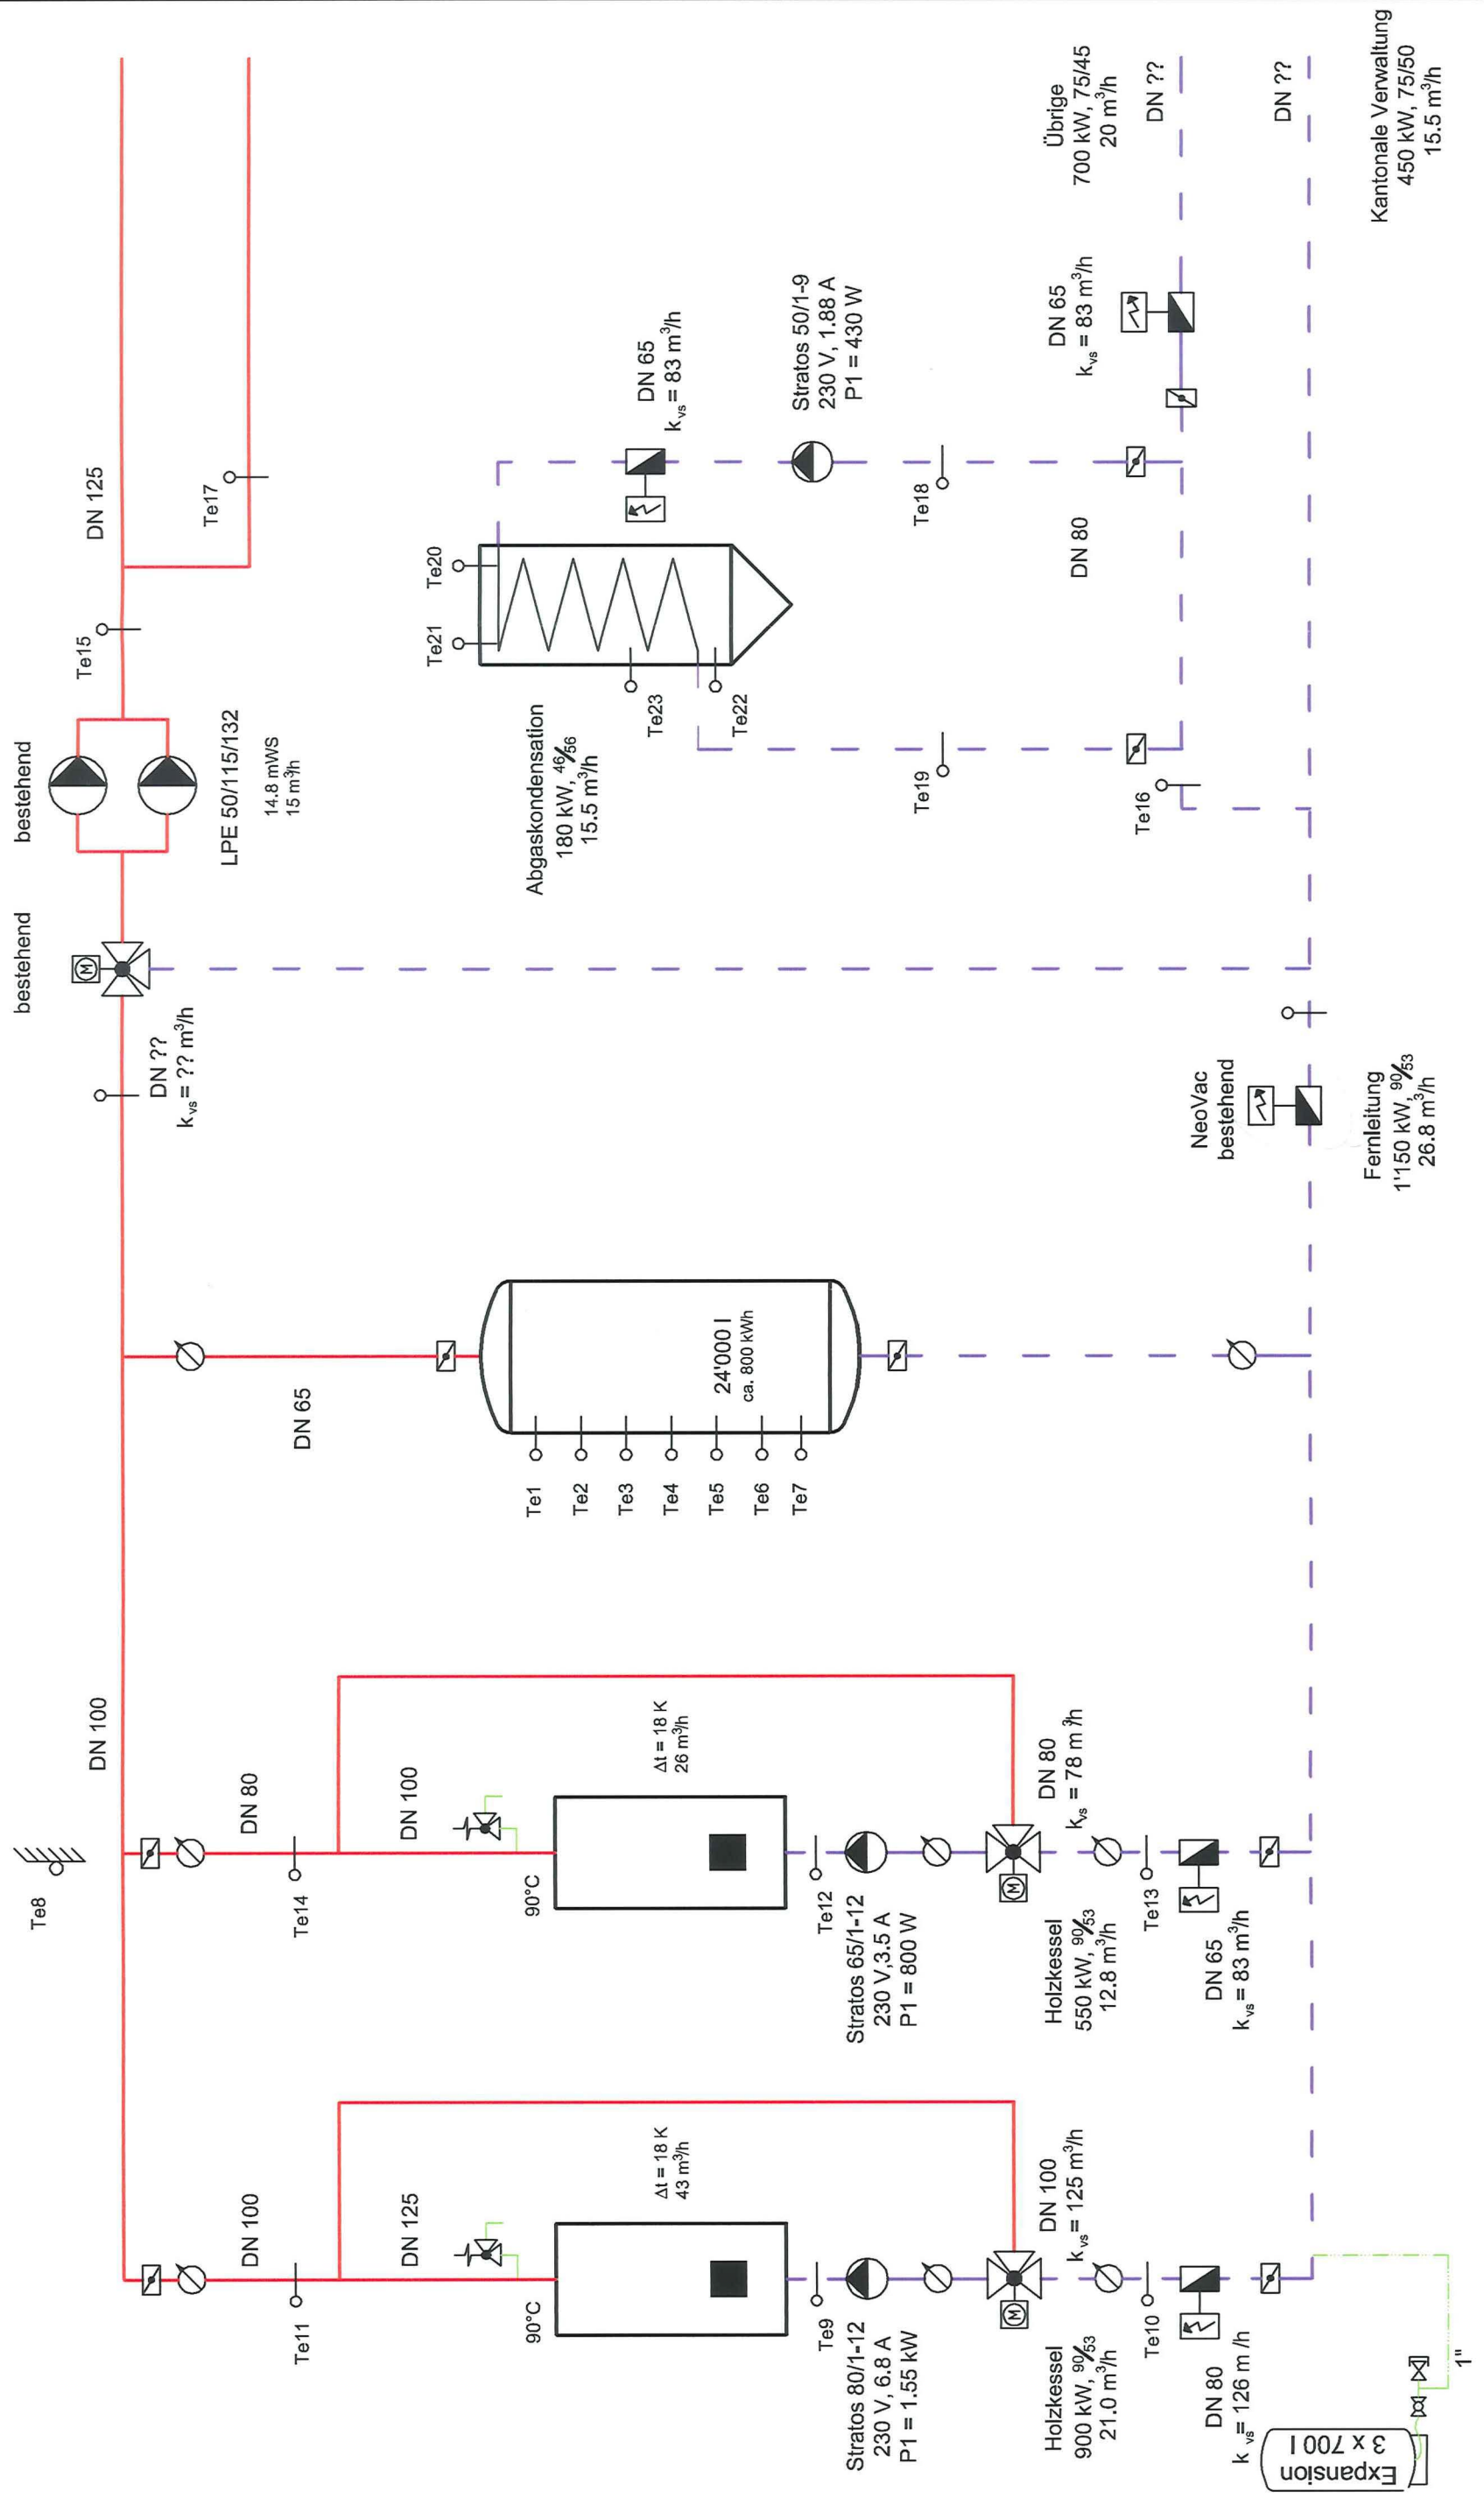 Te8
DN 100
DN 100
Te11
DN 125
90°C
Δt = 18 K
43 m³/h
Te9
Stratos 80/1-12
230 V, 6.8 A
P1 = 1.55 kW
DN 100
kvs = 125 m³/h
Holzkessel
900 kW, 90/53
21.0 m³/h
Te10
DN 80
kvs = 126 m /h
Expansion
3 x 700 l
1"
DN 80
Te14
DN 100
90°C
Δt = 18 K
26 m³/h
Te12
Stratos 65/1-12
230 V,3.5 A
P1 = 800 W
DN 80
kvs = 78 m³/h
Holzkessel
550 kW, 90/53
12.8 m³/h
Te13
DN 65
kvs = 83 m³/h
DN 65
Te1
Te2
Te3
Te4
Te5
Te6
Te7
24'000 l
ca. 800 kWh
bestehend
DN ??
kvs = ?? m³/h
M
M
M
NeoVac
bestehend
Fernleitung
1'150 kW, 90/53
26.8 m³/h
bestehend
LPE 50/115/132
14.8 mWS
15 m³/h
Te15
DN 125
Te17
Abgaskondensation
180 kW, 46/56
15.5 m³/h
Te21
Te20
Te23
Te22
DN 65
kvs = 83 m³/h
Stratos 50/1-9
230 V, 1.88 A
P1 = 430 W
Te19
Te18
Te16
DN 80
DN 65
kvs = 83 m³/h
Übrige
700 kW, 75/45
20 m³/h
DN ??
DN ??
Kantonale Verwaltung
450 kW, 75/50
15.5 m³/h